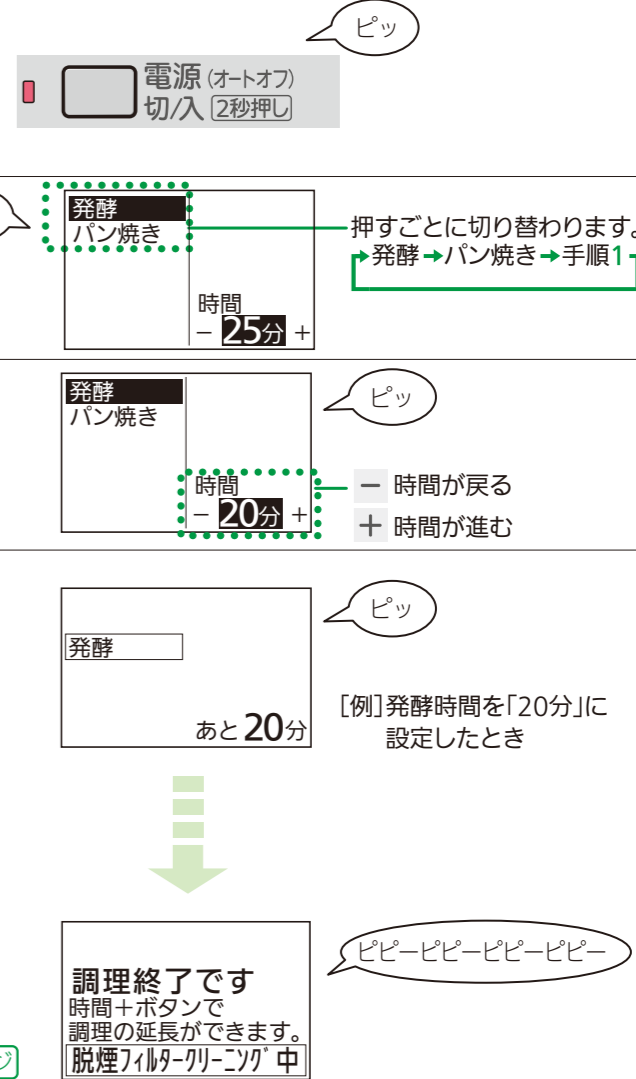 ピッ
電源(オートオフ)
切/入 2秒押し
発酵
パン焼き
時間
− 25分 +
押すごとに切り替わります。
発酵→パン焼き→手順1
発酵
パン焼き
時間
− 20分 +
ピッ
− 時間が戻る
+ 時間が進む
発酵
あと20分
ピッ
[例]発酵時間を「20分」に
設定したとき
調理終了です
時間+ボタンで
調理の延長ができます。
脱煙フィルタークリーニング中
ピピーピピーピピーピピー
ジ